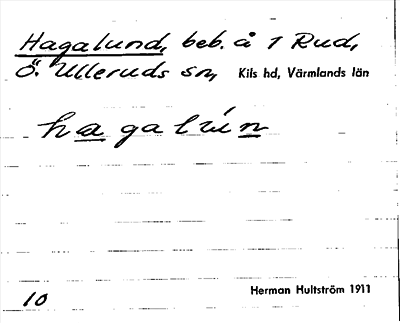 Hagalund, beb. å 1 Rud,
Ö. Ulleruds sn, Kils hd, Värmlands län
hagalún
10
Herman Hultström 1911